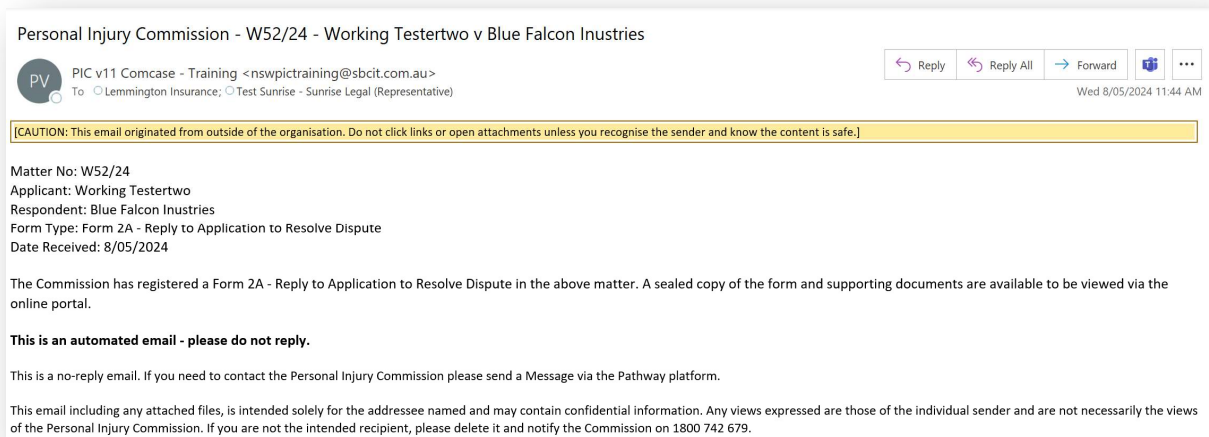 Personal Injury Commission - W52/24 - Working Testertwo v Blue Falcon Inustries
PV
PIC v11 Comcase - Training <nswpictraining@sbcit.com.au>
To Lemmington Insurance; Test Sunrise - Sunrise Legal (Representative)
Reply
Reply All
Forward
Wed 8/05/2024 11:44 AM
[CAUTION: This email originated from outside of the organisation. Do not click links or open attachments unless you recognise the sender and know the content is safe.]
Matter No: W52/24
Applicant: Working Testertwo
Respondent: Blue Falcon Inustries
Form Type: Form 2A - Reply to Application to Resolve Dispute
Date Received: 8/05/2024
The Commission has registered a Form 2A - Reply to Application to Resolve Dispute in the above matter. A sealed copy of the form and supporting documents are available to be viewed via the
online portal.
This is an automated email - please do not reply.
This is a no-reply email. If you need to contact the Personal Injury Commission please send a Message via the Pathway platform.
This email including any attached files, is intended solely for the addressee named and may contain confidential information. Any views expressed are those of the individual sender and are not necessarily the views
of the Personal Injury Commission. If you are not the intended recipient, please delete it and notify the Commission on 1800 742 679.